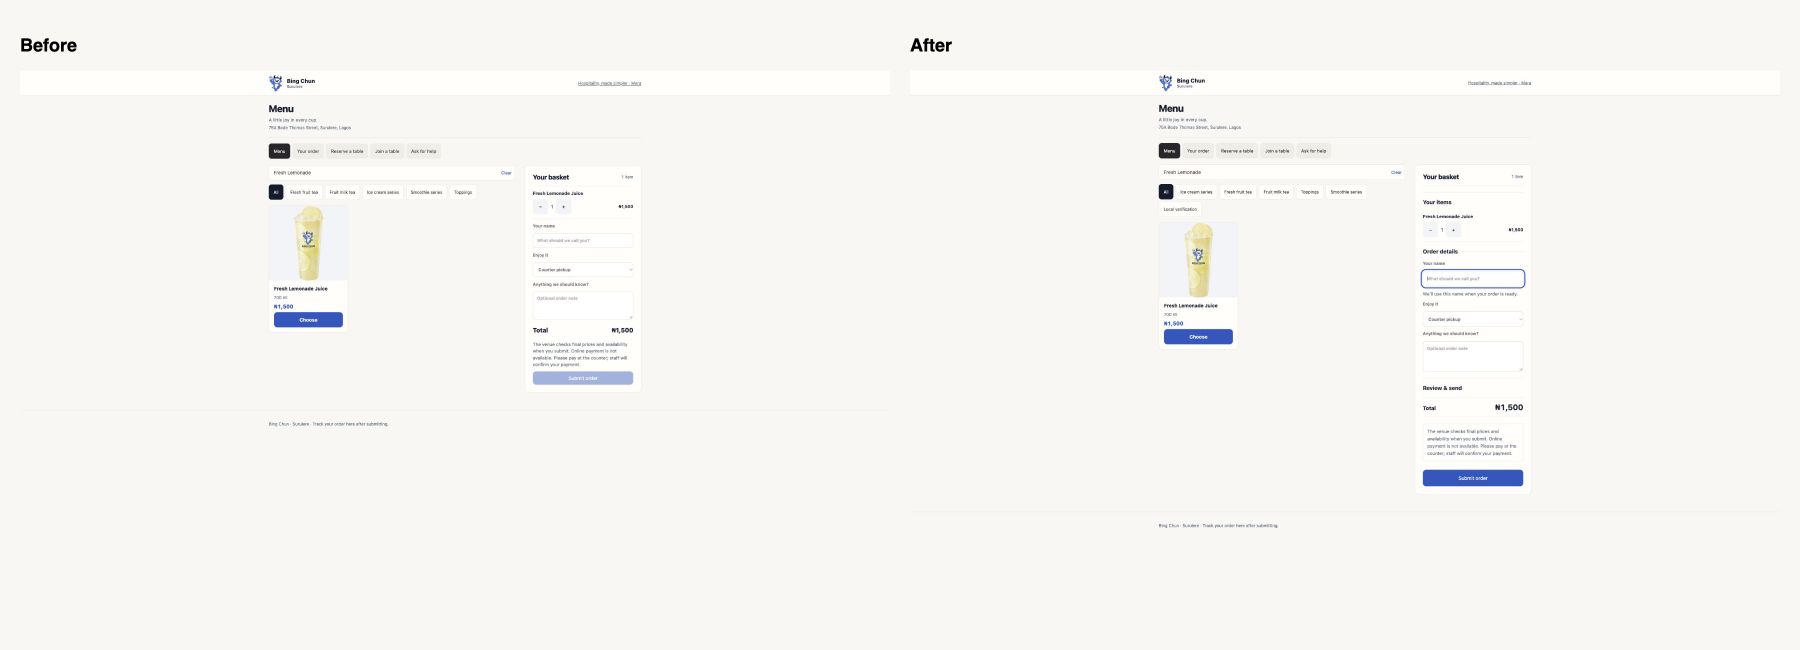 Before
Bing Chun
Surulere
Hospitality, made simpler · Mara
Menu
A little joy in every cup.
75A Bode Thomas Street, Surulere, Lagos
Menu
Your order
Reserve a table
Join a table
Ask for help
Fresh Lemonade
Clear
All
Fresh fruit tea
Fruit milk tea
Ice cream series
Smoothie series
Toppings
Fresh Lemonade Juice
700 ml
₦1,500
Choose
Your basket
1 item
Fresh Lemonade Juice
−
1
+
₦1,500
Your name
What should we call you?
Enjoy it
Counter pickup
Anything we should know?
Optional order note
Total
₦1,500
The venue checks final prices and availability
when you submit. Online payment is not
available. Please pay at the counter; staff will
confirm your payment.
Submit order
Bing Chun · Surulere · Track your order here after submitting.
After
Bing Chun
Surulere
Hospitality, made simpler · Mara
Menu
A little joy in every cup.
75A Bode Thomas Street, Surulere, Lagos
Menu
Your order
Reserve a table
Join a table
Ask for help
Fresh Lemonade
Clear
All
Ice cream series
Fresh fruit tea
Fruit milk tea
Toppings
Smoothie series
Local verification
Fresh Lemonade Juice
700 ml
₦1,500
Choose
Your basket
1 item
Your items
Fresh Lemonade Juice
−
1
+
₦1,500
Order details
Your name
What should we call you?
We'll use this name when your order is ready.
Enjoy it
Counter pickup
Anything we should know?
Optional order note
Review & send
Total
₦1,500
The venue checks final prices and
availability when you submit. Online
payment is not available. Please pay at the
counter; staff will confirm your payment.
Submit order
Bing Chun · Surulere · Track your order here after submitting.